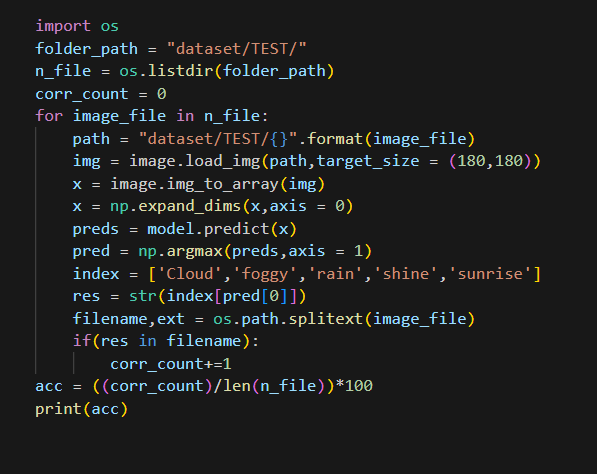 import os
folder_path = "dataset/TEST/"
n_file = os.listdir(folder_path)
corr_count = 0
for image_file in n_file:
    path = "dataset/TEST/{}".format(image_file)
    img = image.load_img(path,target_size = (180,180))
    x = image.img_to_array(img)
    x = np.expand_dims(x,axis = 0)
    preds = model.predict(x)
    pred = np.argmax(preds,axis = 1)
    index = ['Cloud','foggy','rain','shine','sunrise']
    res = str(index[pred[0]])
    filename,ext = os.path.splitext(image_file)
    if(res in filename):
        corr_count+=1
acc = ((corr_count)/len(n_file))*100
print(acc)